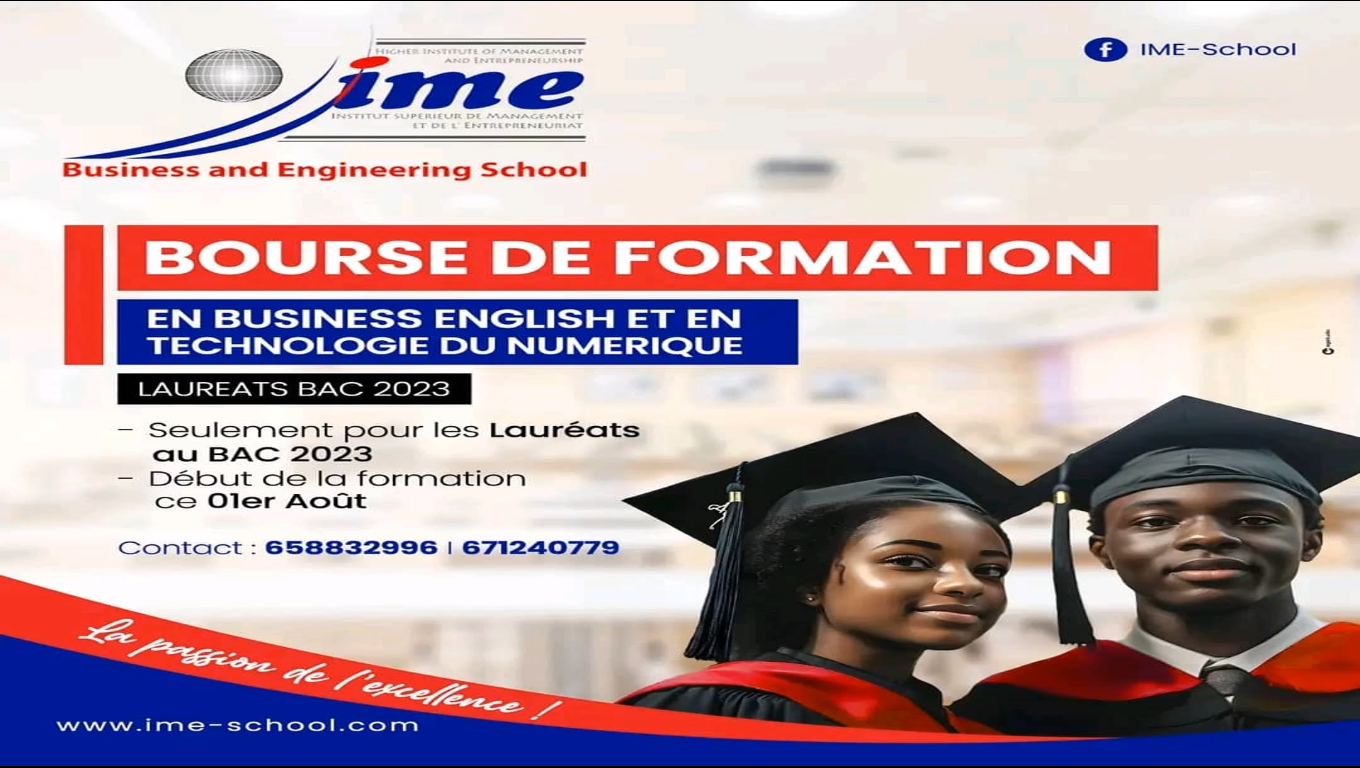 HIGHER INSTITUTE OF MANAGEMENT
AND ENTREPRENEURSHIP
ime
INSTITUT SUPERIEUR DE MANAGEMENT
ET DE L' ENTREPRENEURIAT
Business and Engineering School
f IME-School
BOURSE DE FORMATION
EN BUSINESS ENGLISH ET EN
TECHNOLOGIE DU NUMERIQUE
LAUREATS BAC 2023
- Seulement pour les Lauréats
au BAC 2023
- Début de la formation
ce 01er Août
Contact : 658832996 | 671240779
La passion de l'excellence !
www.ime-school.com